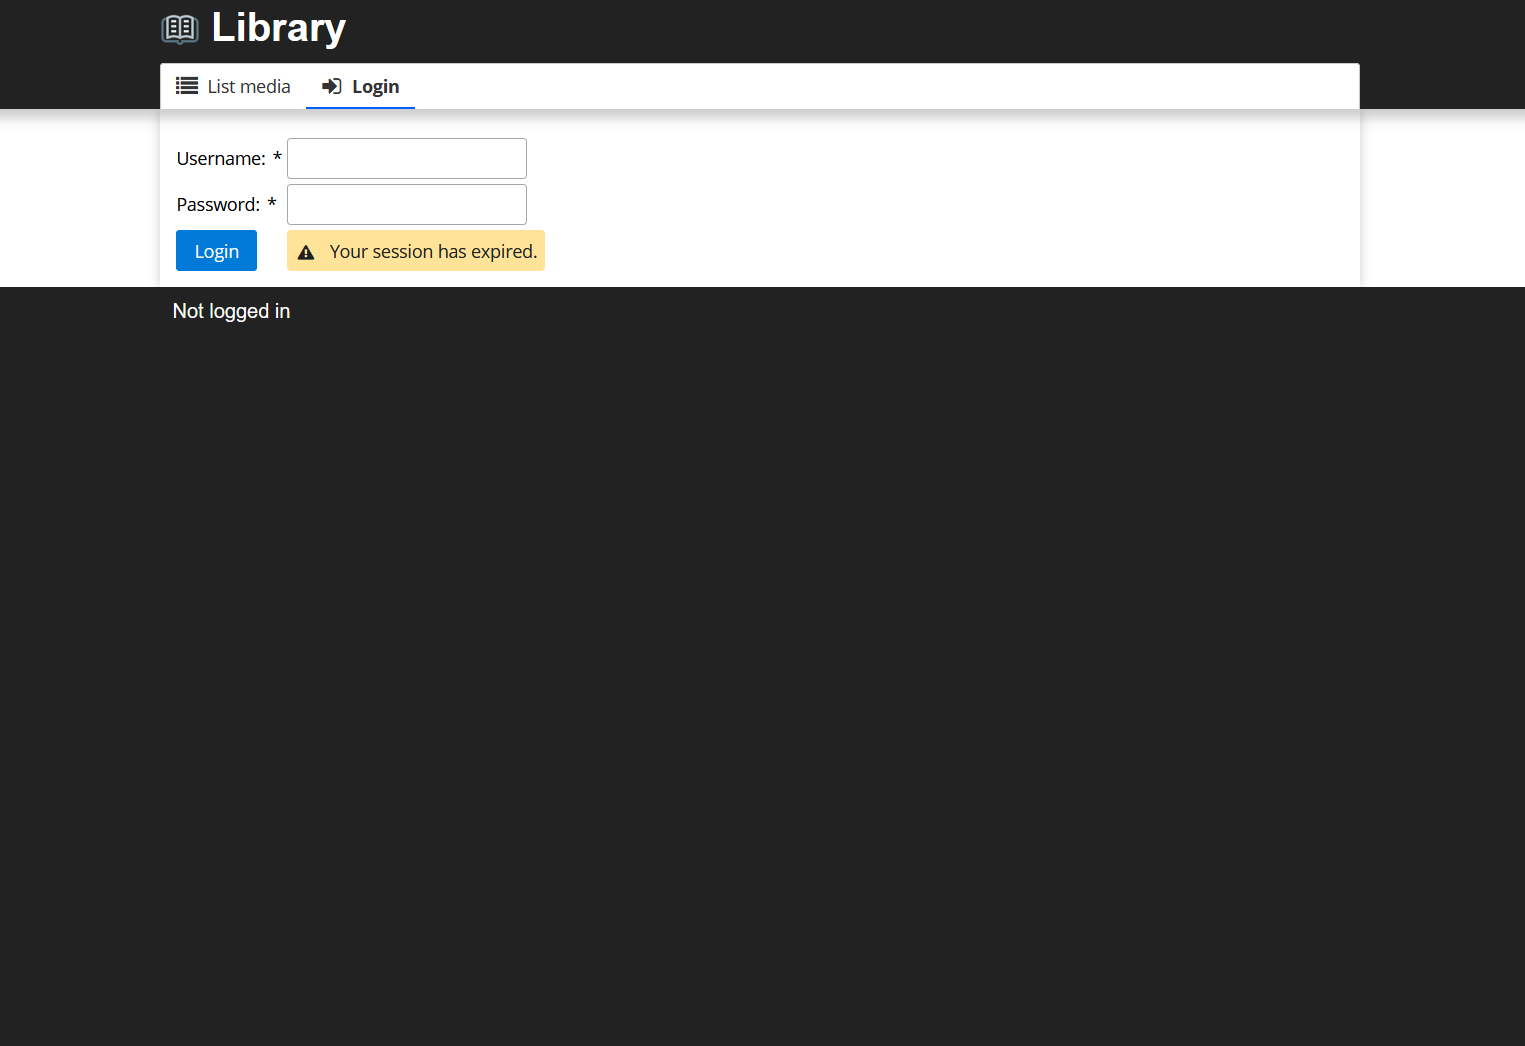 Library
List media
Login
Username: *
Password: *
Login
Your session has expired.
Not logged in